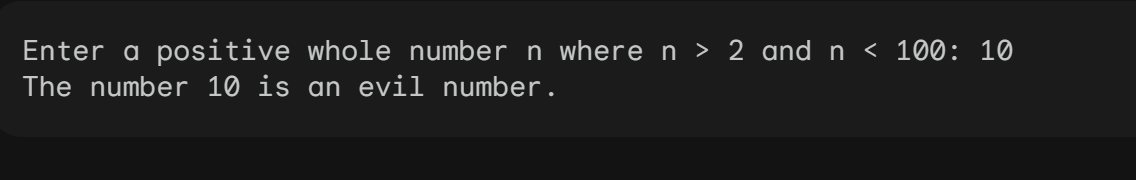 Enter a positive whole number n where n > 2 and n < 100: 10
The number 10 is an evil number.